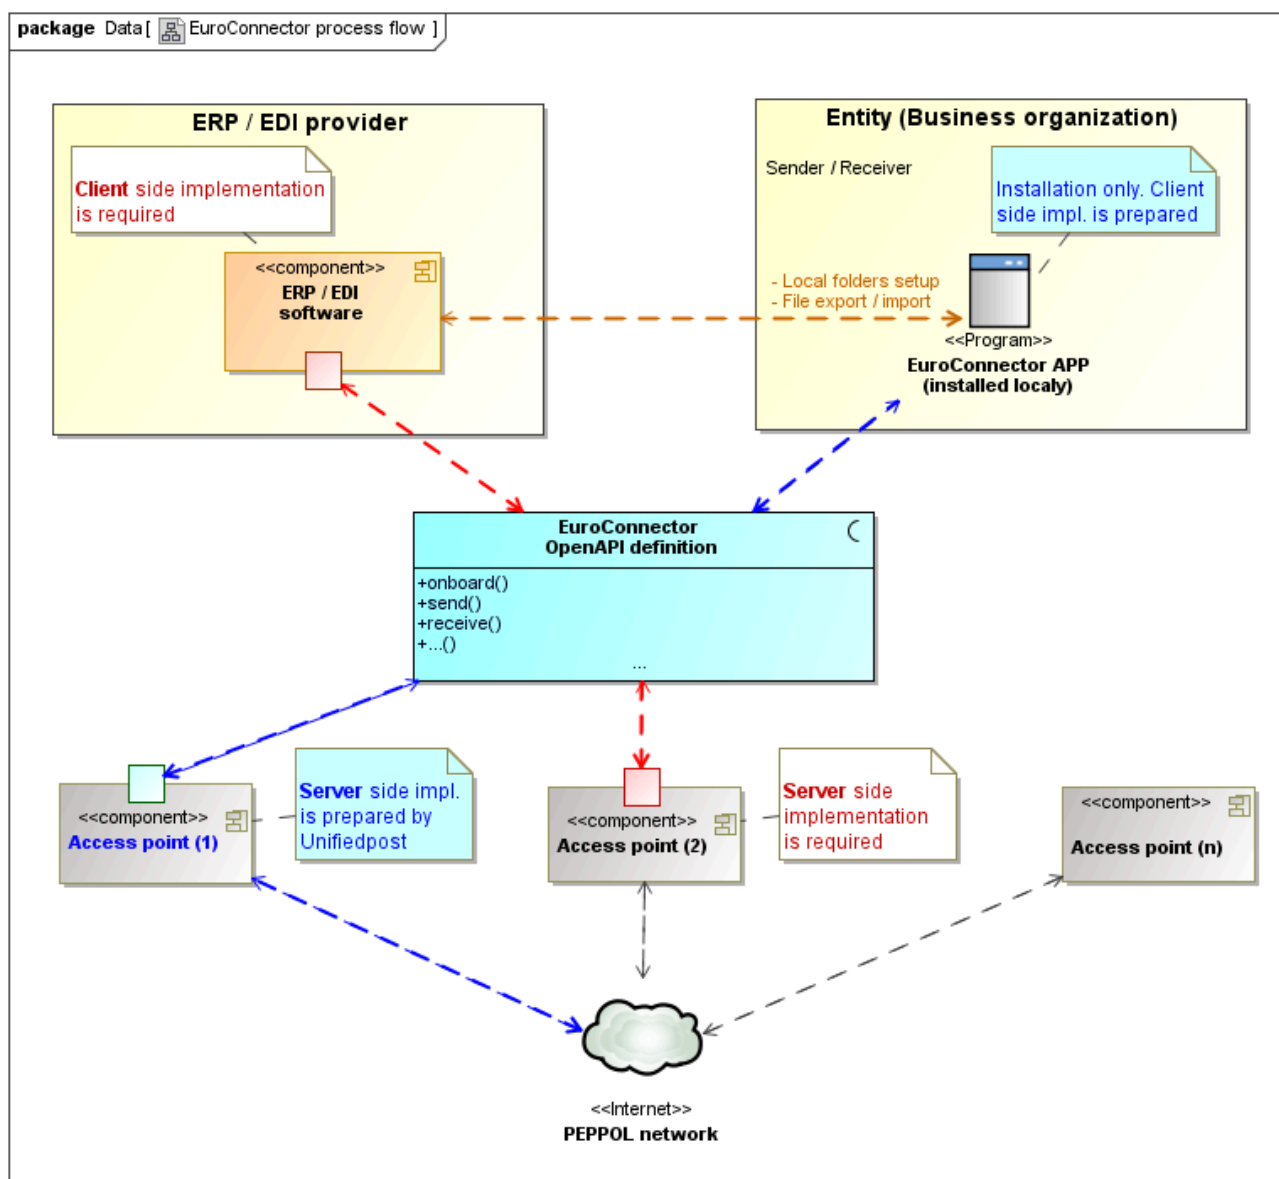 package Data[ EuroConnector process flow ]
ERP / EDI provider
Client side implementation
is required
<<component>>
ERP / EDI
software
Entity (Business organization)
Sender / Receiver
Installation only. Client
side impl. is prepared
- Local folders setup
- File export / import
<<Program>>
EuroConnector APP
(installed localy)
EuroConnector
OpenAPI definition
+onboard()
+send()
+receive()
+...()
...
<<component>>
Access point (1)
Server side impl.
is prepared by
Unifiedpost
<<component>>
Access point (2)
Server side
implementation
is required
<<component>>
Access point (n)
<<Internet>>
PEPPOL network